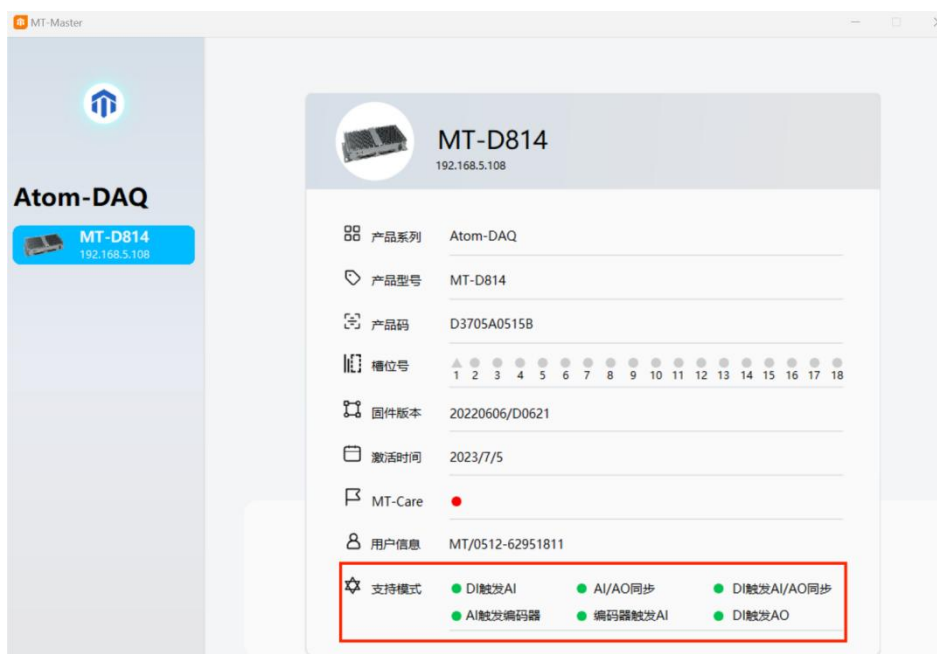 MT-Master
Atom-DAQ
MT-D814
192.168.5.108
MT-D814
192.168.5.108
产品系列 Atom-DAQ
产品型号 MT-D814
产品码 D3705A0515B
槽位号 1 2 3 4 5 6 7 8 9 10 11 12 13 14 15 16 17 18
固件版本 20220606/D0621
激活时间 2023/7/5
MT-Care
用户信息 MT/0512-62951811
支持模式 DI触发AI AI/AO同步 DI触发AI/AO同步
AI触发编码器 编码器触发AI DI触发AO